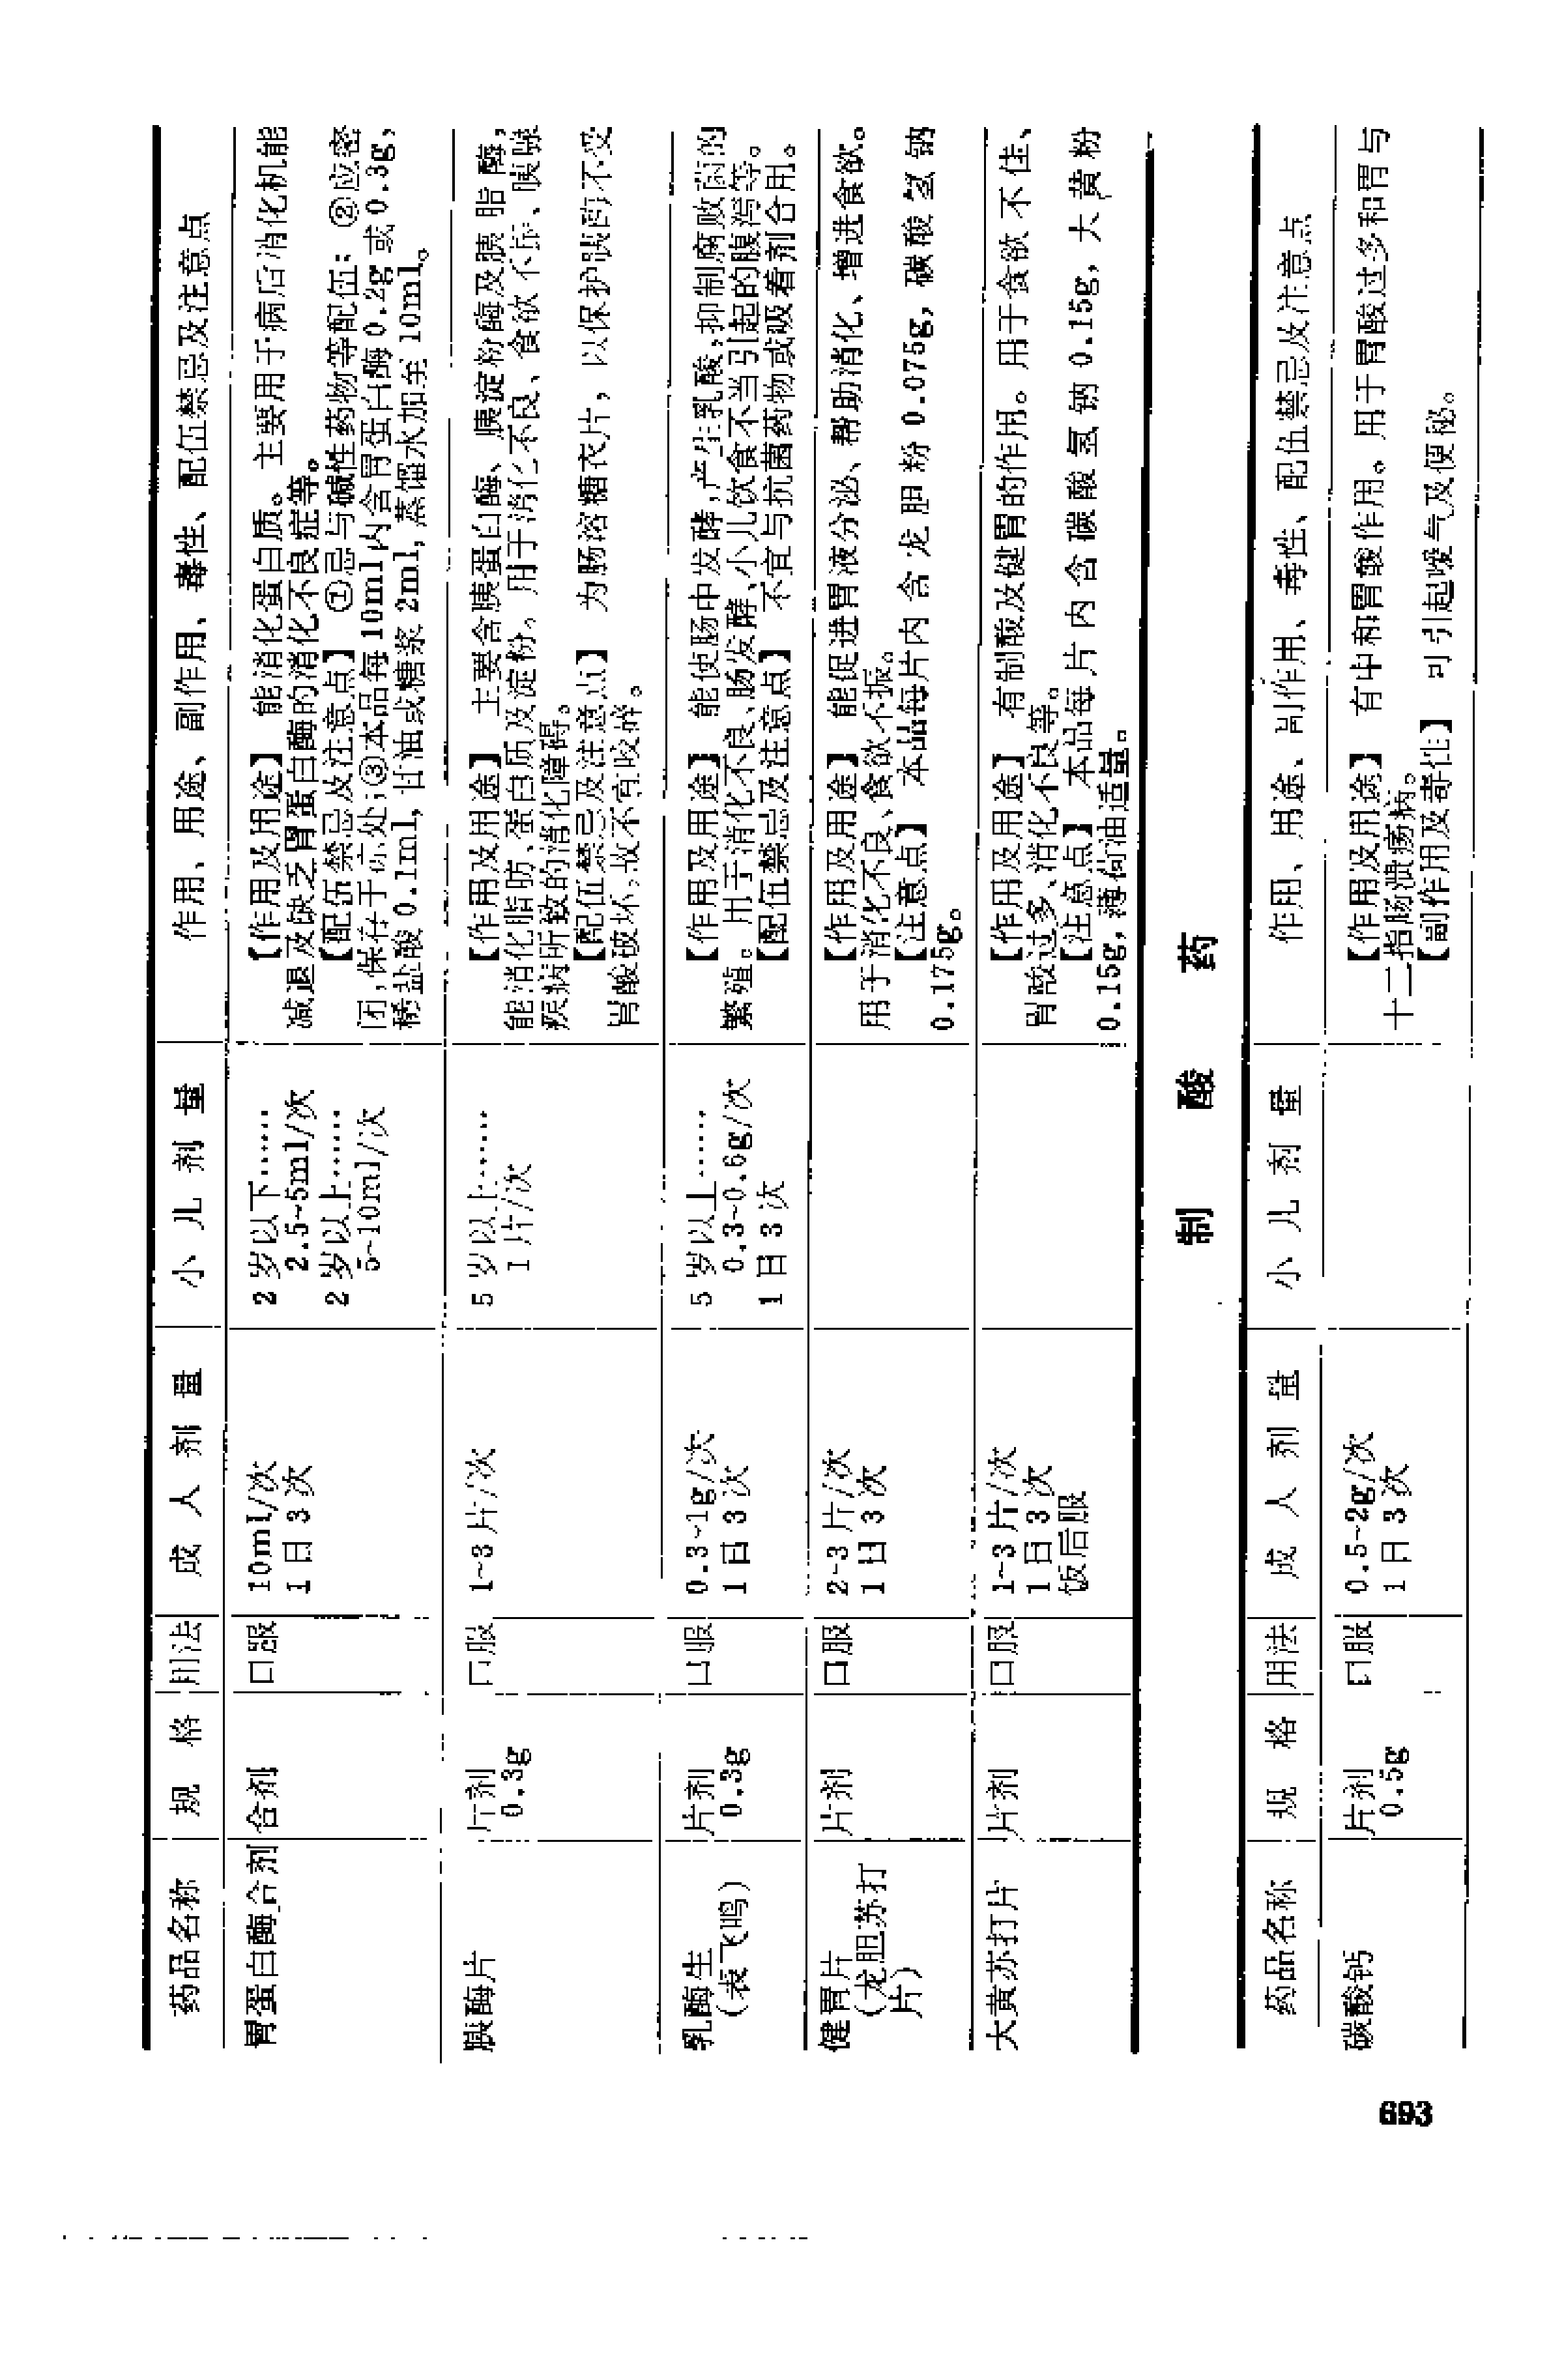 药品名称 规格 用法 成人剂量 小儿剂量 作用、用途、副作用、毒性、配伍禁忌及注意点
胃蛋白酶合剂 合剂 口服 10ml/次
1日3次
2岁以下……
2.5~5ml/次
2岁以上……
5~10ml/次
【作用及用途】 能消化蛋白质。主要用于病后消化机能
减退及缺乏胃蛋白酶的消化不良症等。
【配伍禁忌及注意点】 ①忌与碱性药物等配伍；②应密
闭，保存于凉处；③本品每10ml内含胃蛋白酶0.2g或0.3g，
稀盐酸0.1ml，甘油或糖浆2ml，蒸馏水加至10ml。
胰酶片 片剂
0.3g
口服 1~3片/次
5岁以上……
1片/次
【作用及用途】 主要含胰蛋白酶、胰淀粉酶及胰脂酶，
能消化脂肪、蛋白质及淀粉。用于消化不良、食欲不振、胰腺
疾病所致的消化障碍。
【配伍禁忌及注意点】 为肠溶糖衣片，以保护胰酶不受
胃酸破坏，故不宜咬碎。
乳酶生
（表飞鸣）
片剂
0.3g
口服 0.3~1g/次
1日3次
5岁以上……
0.3~0.6g/次
1日3次
【作用及用途】 能使肠中发酵，产生乳酸，抑制腐败菌的
繁殖。用于消化不良、肠发酵、小儿饮食不当引起的腹泻等。
【配伍禁忌及注意点】 不宜与抗菌药物或吸着剂合用。
健胃片
（龙胆苏打
片）
片剂 口服 2~3片/次
1日3次
【作用及用途】 能促进胃液分泌、帮助消化、增进食欲。
用于消化不良、食欲不振。
【注意点】 本品每片内含龙胆粉0.075g，碳酸氢钠
0.175g。
大黄苏打片 片剂 口服 1~3片/次
1日3次
饭后服
【作用及用途】 有制酸及健胃的作用。用于食欲不佳、
胃酸过多、消化不良等。
【注意点】 本品每片内含碳酸氢钠0.15g，大黄粉
0.15g，薄荷油适量。
制酸药
药品名称 规格 用法 成人剂量 小儿剂量 作用、用途、副作用、毒性、配伍禁忌及注意点
碳酸钙 片剂
0.5g
口服 0.5~2g/次
1日3次
【作用及用途】 有中和胃酸作用。用于胃酸过多和胃与
十二指肠溃疡病。
【副作用及毒性】 可引起嗳气及便秘。
693